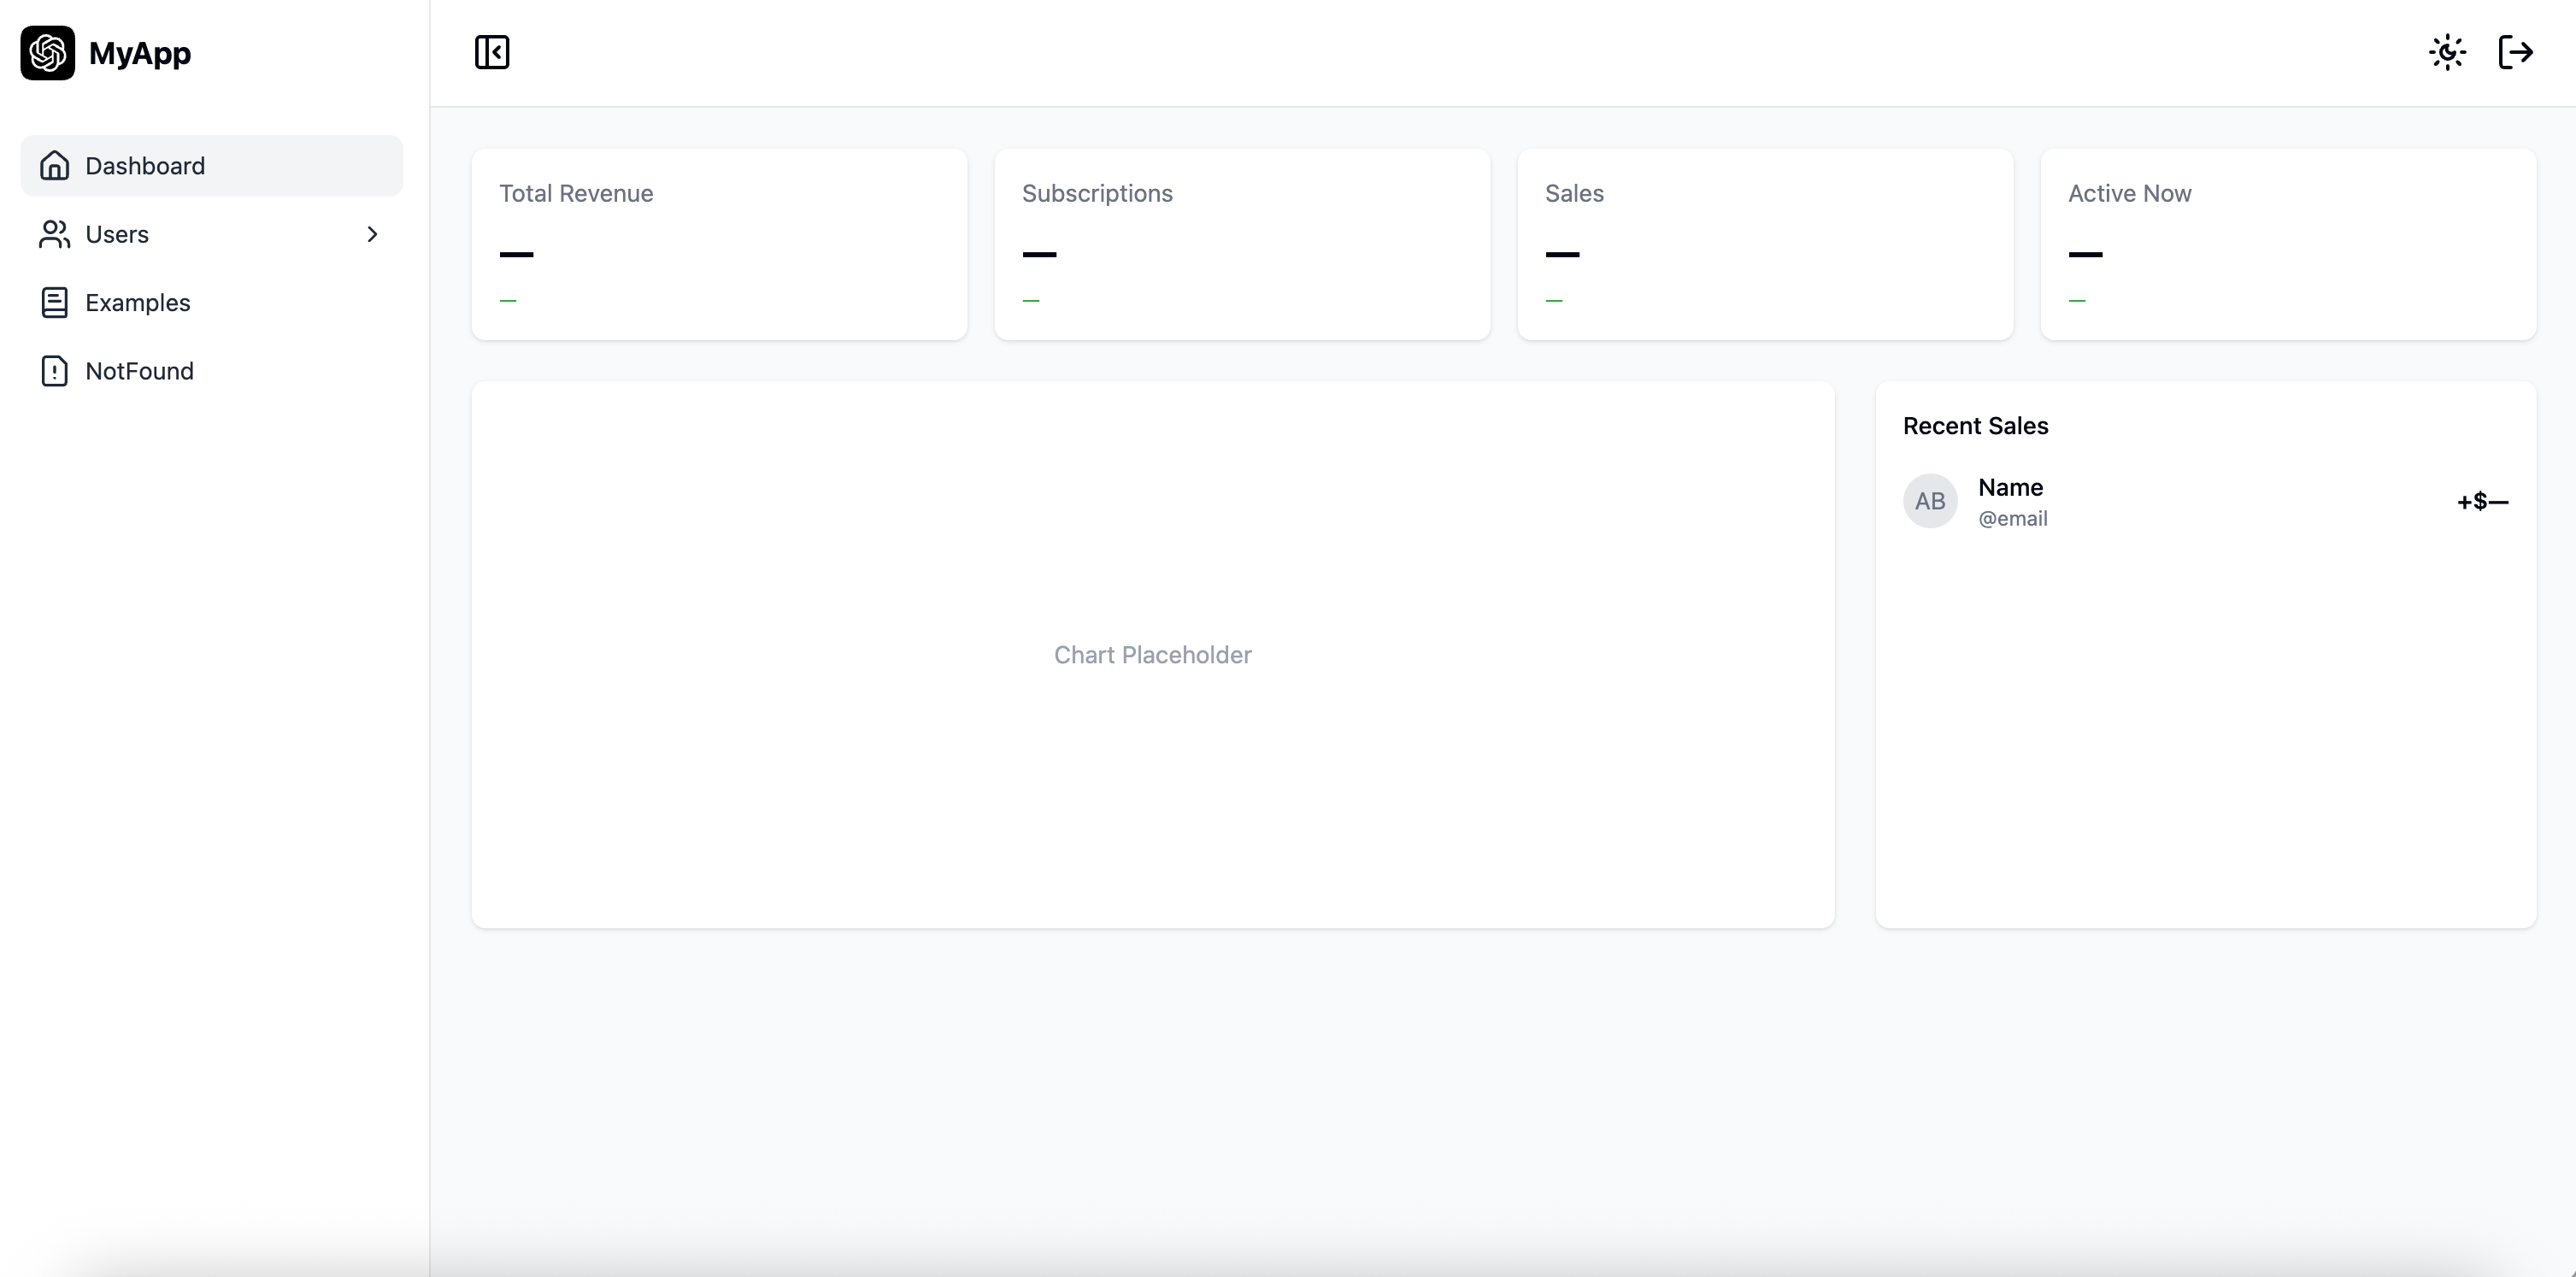 MyApp
Dashboard
Users
Examples
NotFound
Total Revenue
—
–
Subscriptions
—
–
Sales
—
–
Active Now
—
–
Chart Placeholder
Recent Sales
AB
Name
@email
+$—